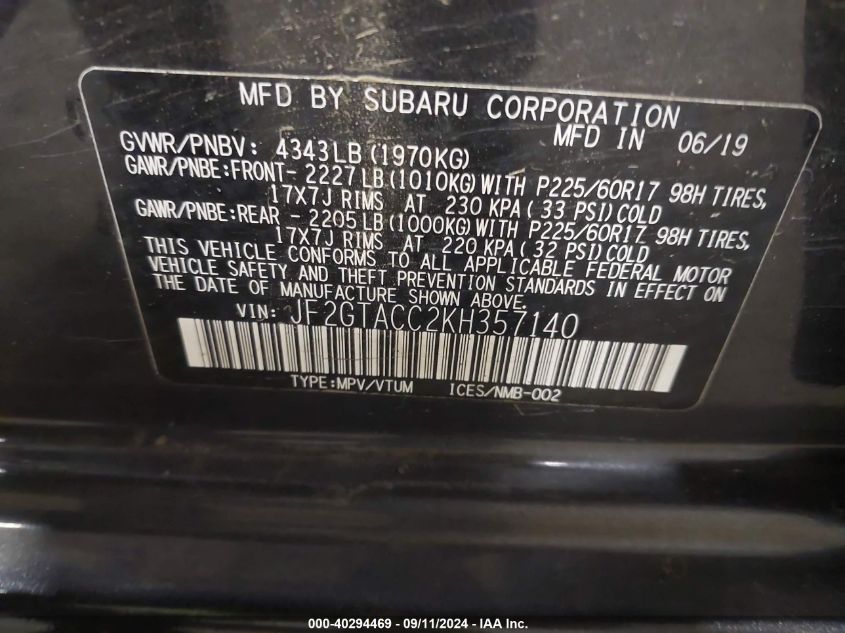 MFD BY SUBARU CORPORATION
MFD IN 06/19
GVWR/PNBV: 4343LB (1970KG)
GAWR/PNBE:FRONT- 2227LB(1010KG)WITH P225/60R17 98H TIRES,
17X7J RIMS AT 230 KPA( 33 PSI)COLD
GAWR/PNBE:REAR - 2205LB(1000KG)WITH P225/60R17 98H TIRES,
17X7J RIMS AT 220 KPA( 32 PSI)COLD
THIS VEHICLE CONFORMS TO ALL APPLICABLE FEDERAL MOTOR
VEHICLE SAFETY AND THEFT PREVENTION STANDARDS IN EFFECT ON
THE DATE OF MANUFACTURE SHOWN ABOVE.
VIN: JF2GTACC2KH357140
TYPE:MPV/VTUM ICES/NMB-002
000-40294469 - 09/11/2024 - IAA Inc.